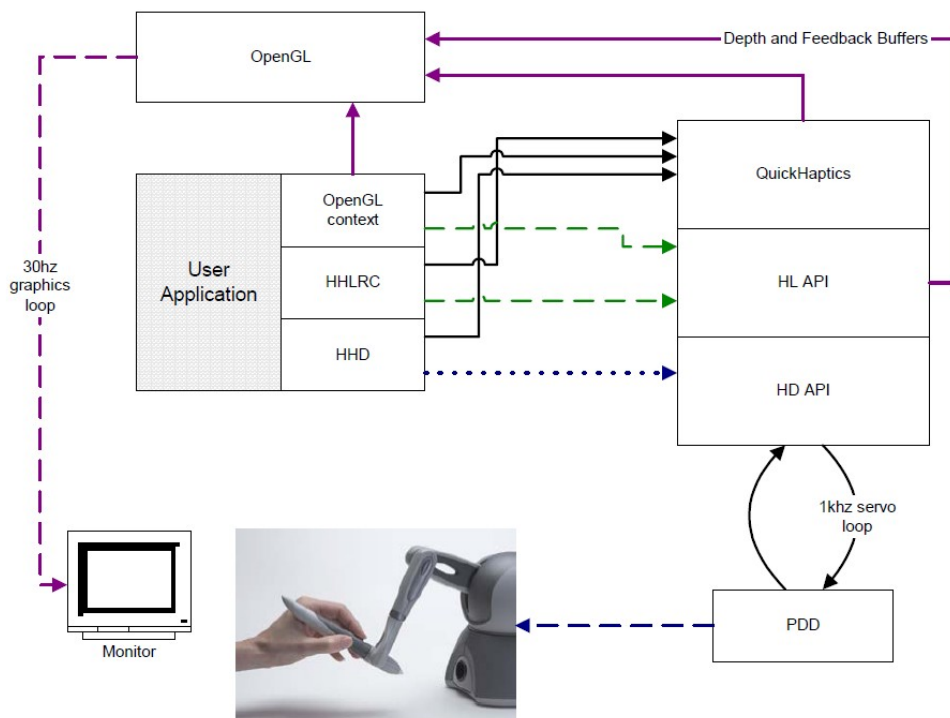 Depth and Feedback Buffers
OpenGL
QuickHaptics
OpenGL
context
30hz
graphics
loop
User
Application
HHLRC
HL API
HHD
HD API
1khz servo
loop
PDD
Monitor